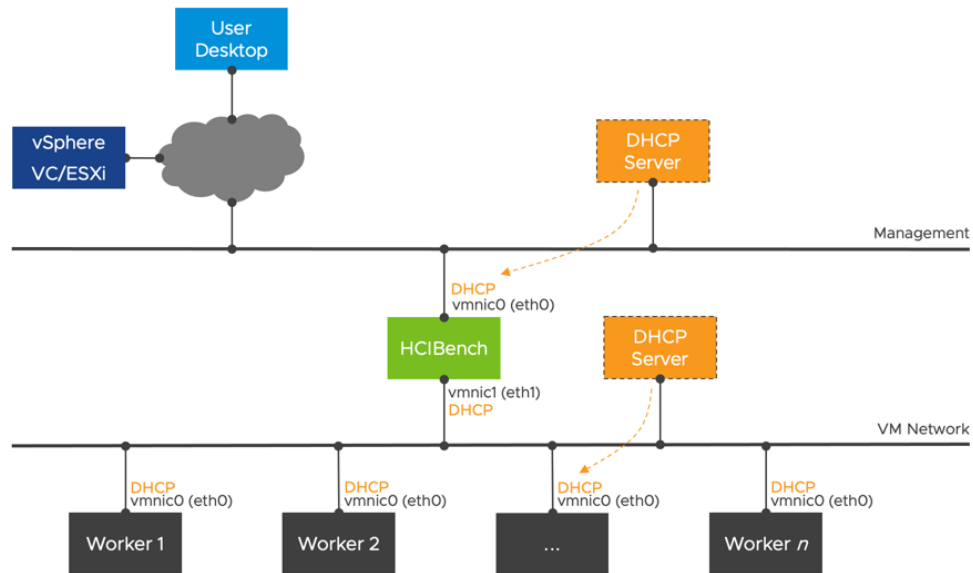 User
Desktop
vSphere
VC/ESXi
DHCP
Server
Management
DHCP
vmnic0 (eth0)
HCIBench
DHCP
Server
vmnic1 (eth1)
DHCP
VM Network
DHCP
vmnic0 (eth0)
DHCP
vmnic0 (eth0)
DHCP
vmnic0 (eth0)
DHCP
vmnic0 (eth0)
Worker 1
Worker 2
...
Worker n